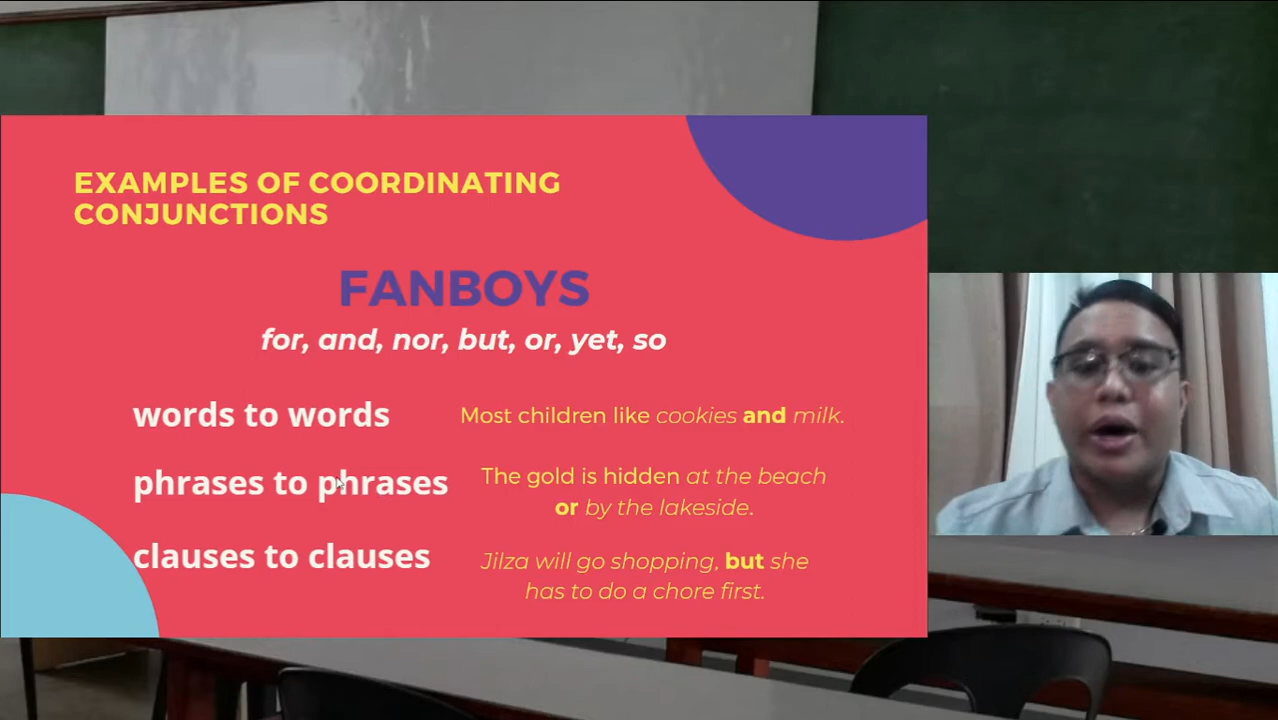 EXAMPLES OF COORDINATING
CONJUNCTIONS
FANBOYS
for, and, nor, but, or, yet, so
words to words
Most children like cookies and milk.
phrases to phrases
The gold is hidden at the beach
or by the lakeside.
clauses to clauses
Jilza will go shopping, but she
has to do a chore first.